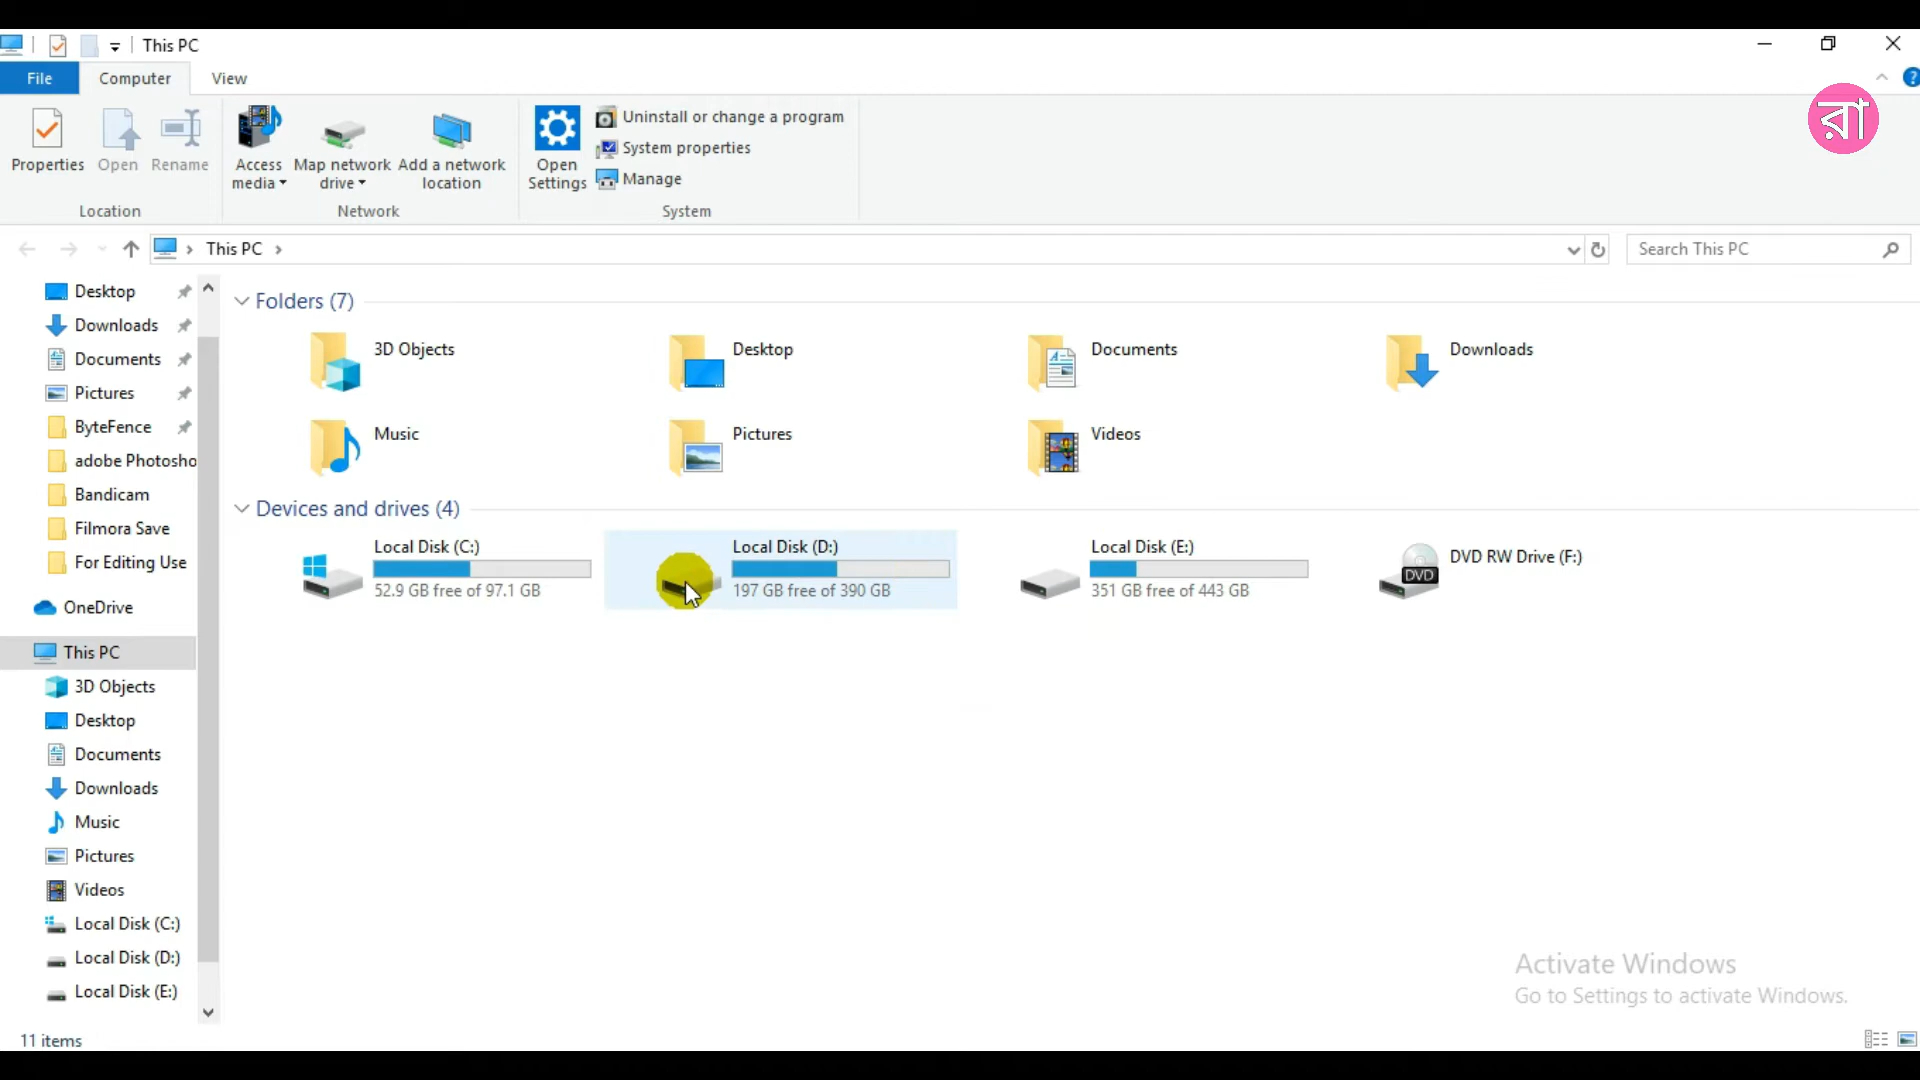 This PC
File
Computer
View
রা
Properties
Open
Rename
Access media
Map network drive
Add a network location
Open Settings
Uninstall or change a program
System properties
Manage
Location
Network
System
This PC
Search This PC
Desktop
Downloads
Documents
Pictures
ByteFence
adobe Photosho
Bandicam
Filmora Save
For Editing Use
OneDrive
This PC
3D Objects
Desktop
Documents
Downloads
Music
Pictures
Videos
Local Disk (C:)
Local Disk (D:)
Local Disk (E:)
Folders (7)
3D Objects
Desktop
Documents
Downloads
Music
Pictures
Videos
Devices and drives (4)
Local Disk (C:)
52.9 GB free of 97.1 GB
Local Disk (D:)
197 GB free of 390 GB
Local Disk (E:)
351 GB free of 443 GB
DVD RW Drive (F:)
DVD
Activate Windows
Go to Settings to activate Windows.
11 items